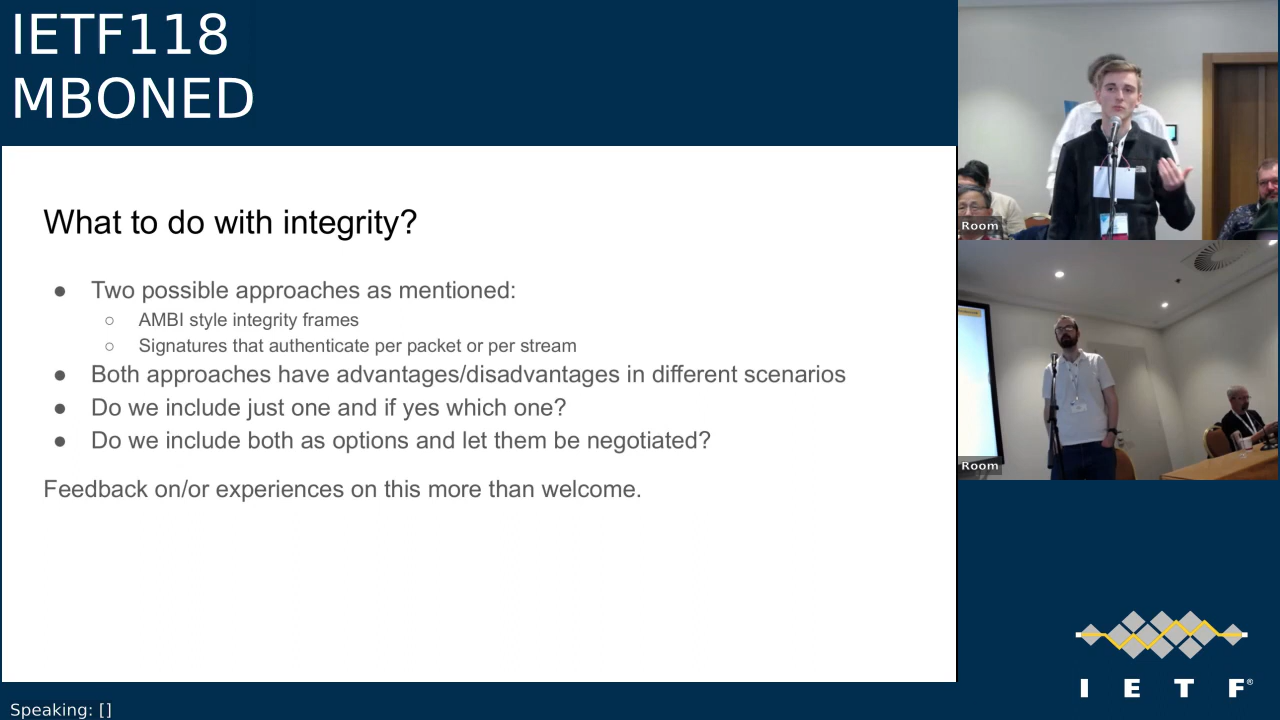 IETF118
MBONED
What to do with integrity?
● Two possible approaches as mentioned:
○ AMBI style integrity frames
○ Signatures that authenticate per packet or per stream
● Both approaches have advantages/disadvantages in different scenarios
● Do we include just one and if yes which one?
● Do we include both as options and let them be negotiated?
Feedback on/or experiences on this more than welcome.
Room
Room
I E T F®
Speaking: []